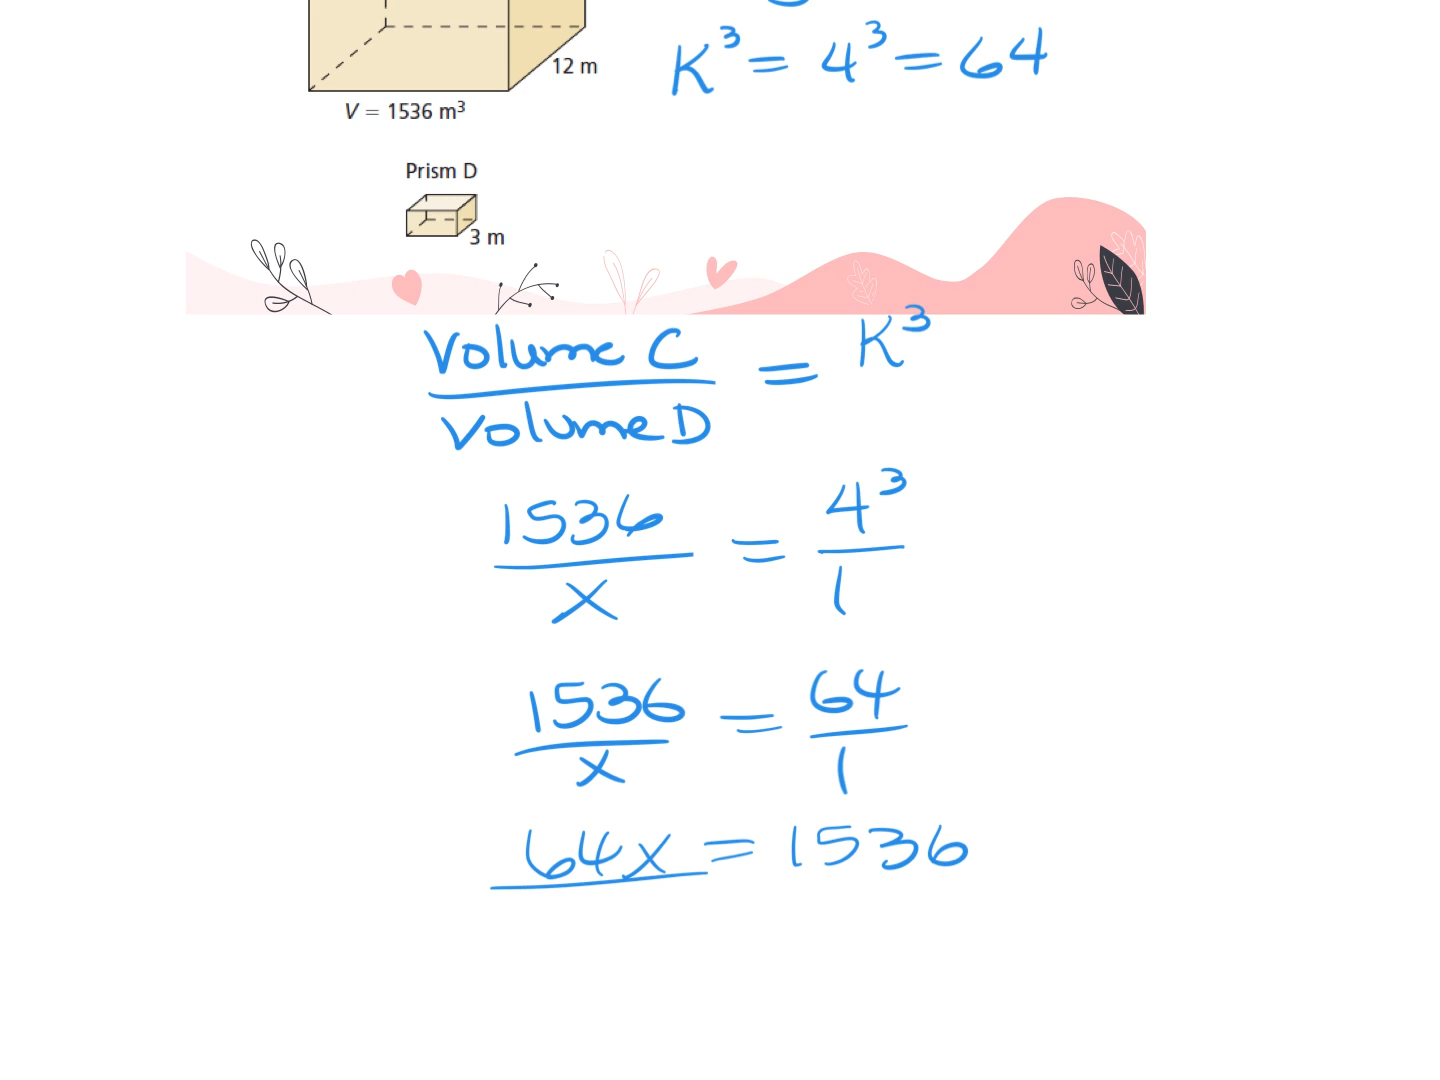 K³ = 4³ = 64
12 m
V = 1536 m³
Prism D
3 m
Volume C / Volume D = K³
1536 / x = 4³ / 1
1536 / x = 64 / 1
64x = 1536